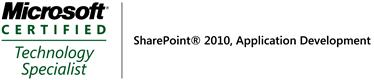 Microsoft®
CERTIFIED
Technology
Specialist
SharePoint® 2010, Application Development